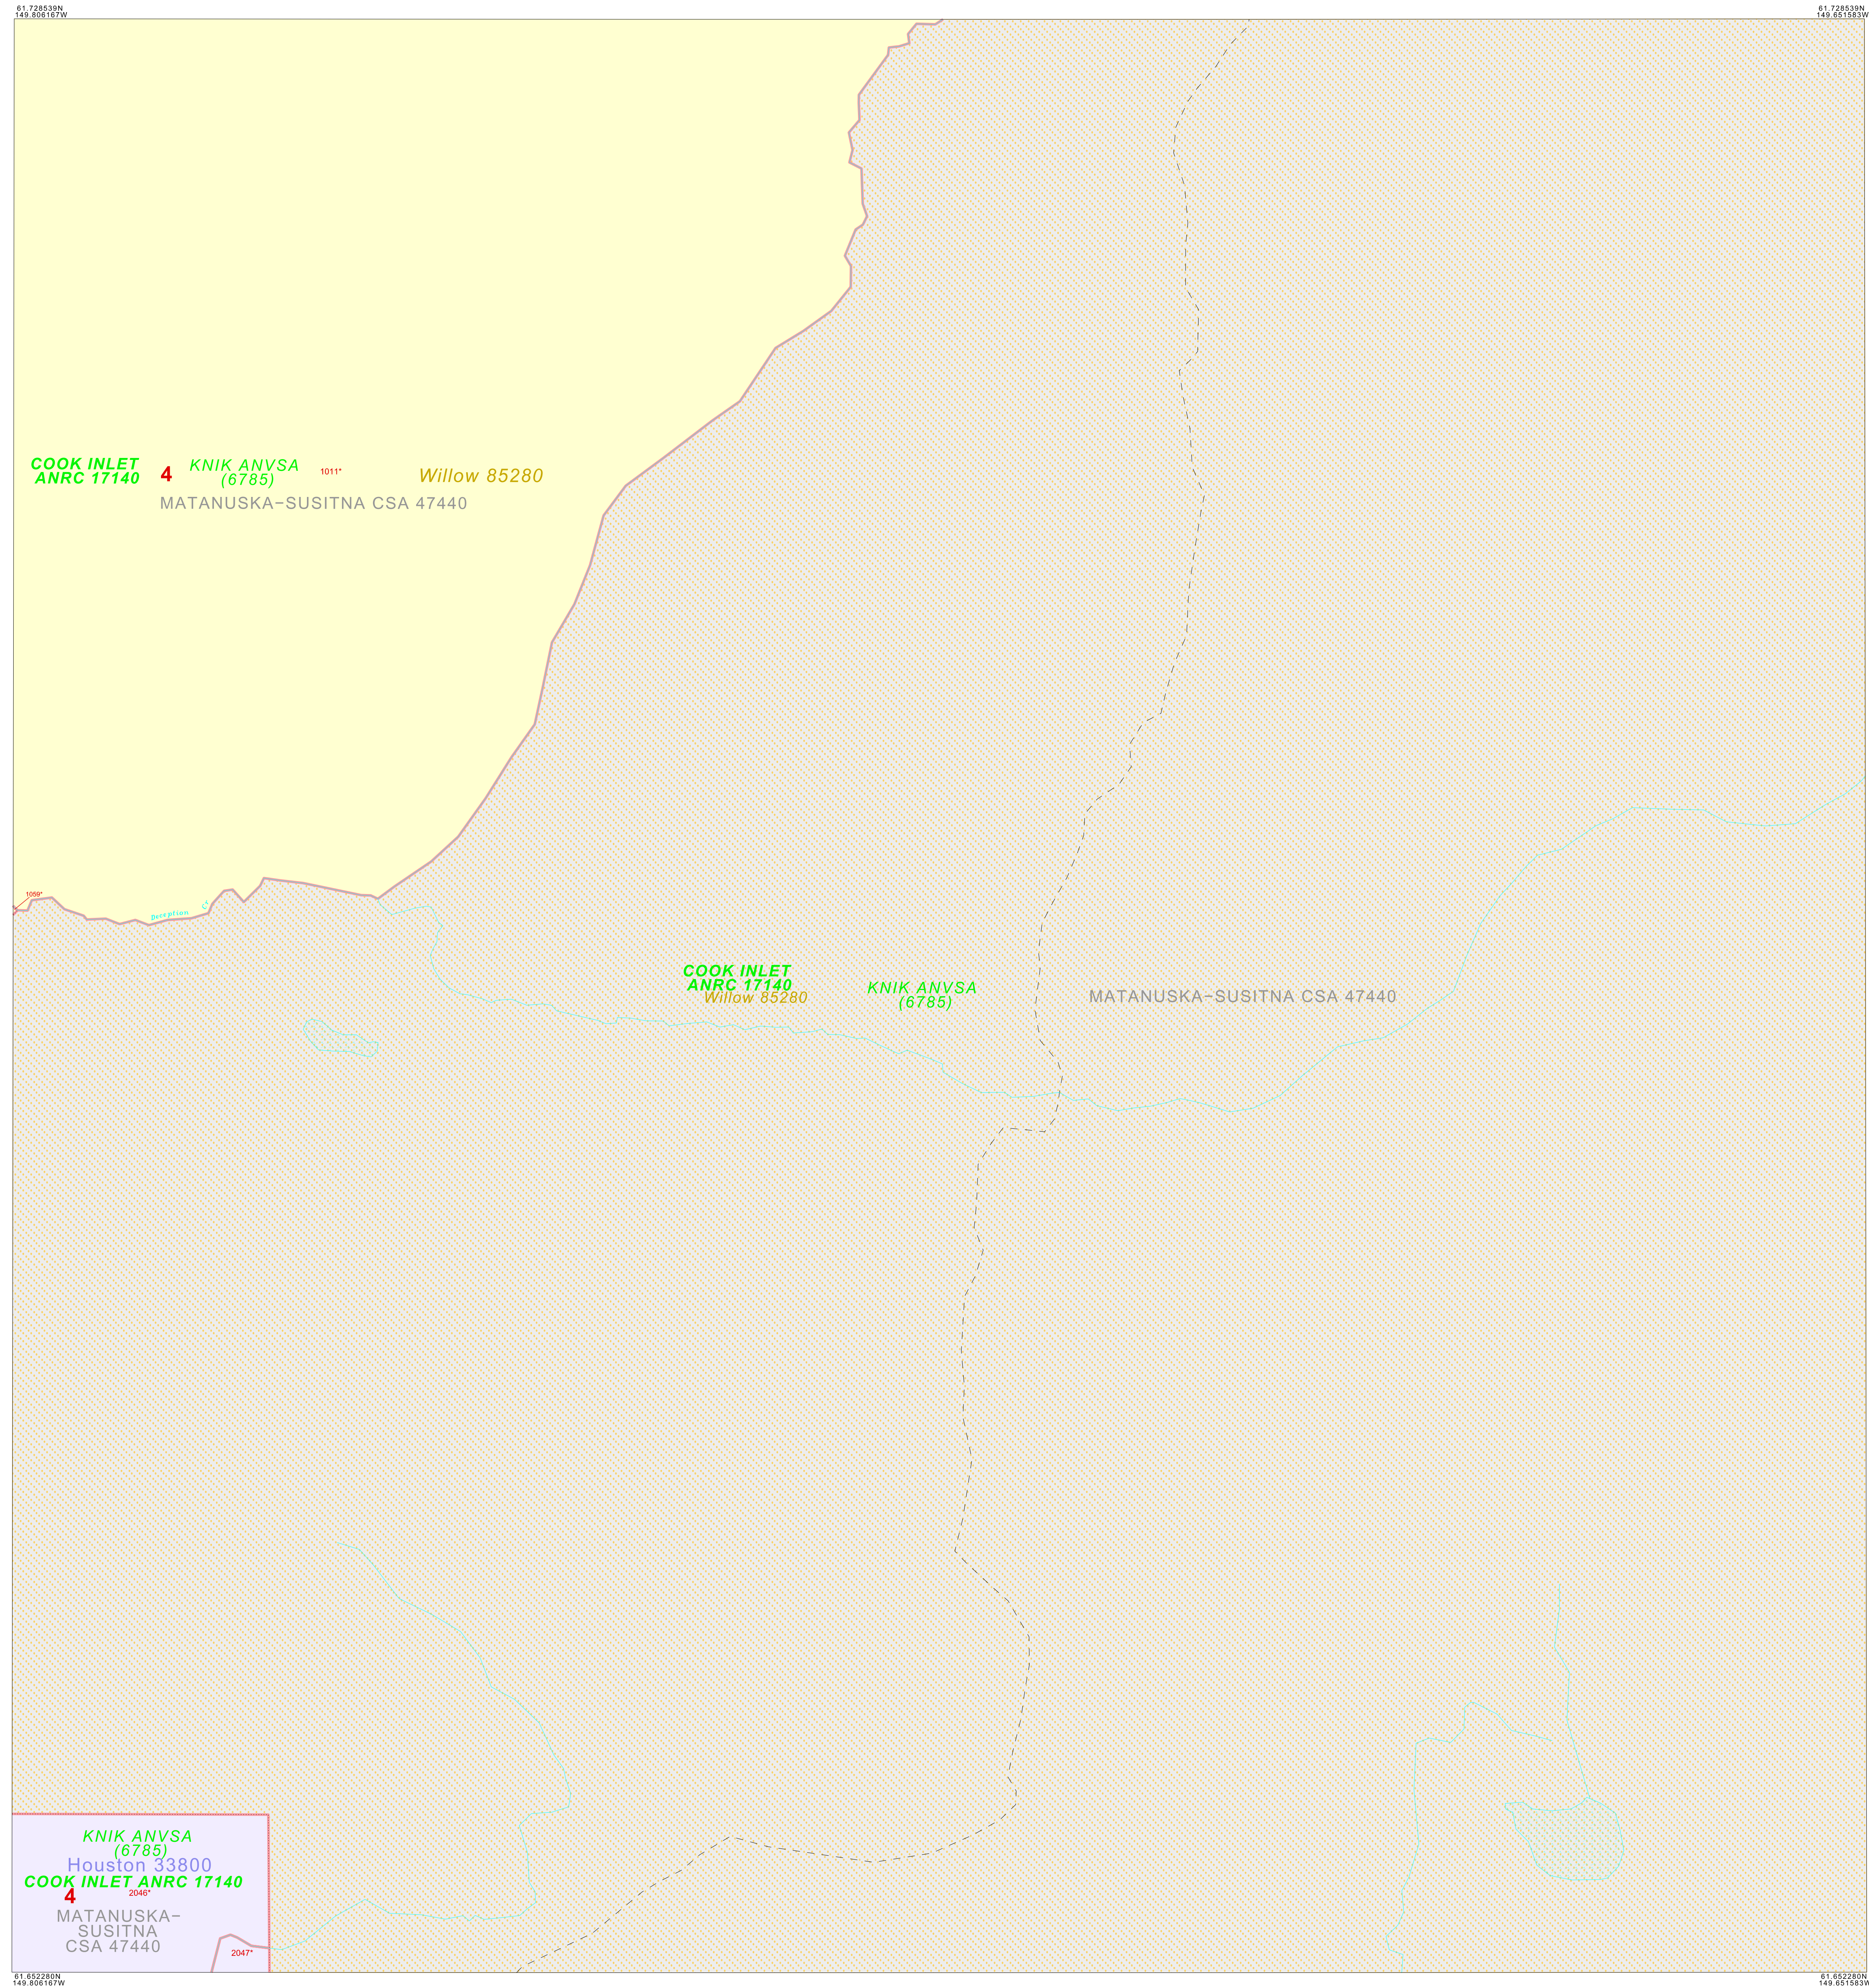 61.728539N
149.806167W
61.728539N
149.651583W
COOK INLET
ANRC 17140
4
KNIK ANVSA
(6785)
1011*
Willow 85280
MATANUSKA-SUSITNA CSA 47440
1059*
Deception
Cr
COOK INLET
ANRC 17140
Willow 85280
KNIK ANVSA
(6785)
MATANUSKA-SUSITNA CSA 47440
KNIK ANVSA
(6785)
Houston 33800
COOK INLET ANRC 17140
4
2046*
MATANUSKA-
SUSITNA
CSA 47440
2047*
61.652280N
149.806167W
61.652280N
149.651583W